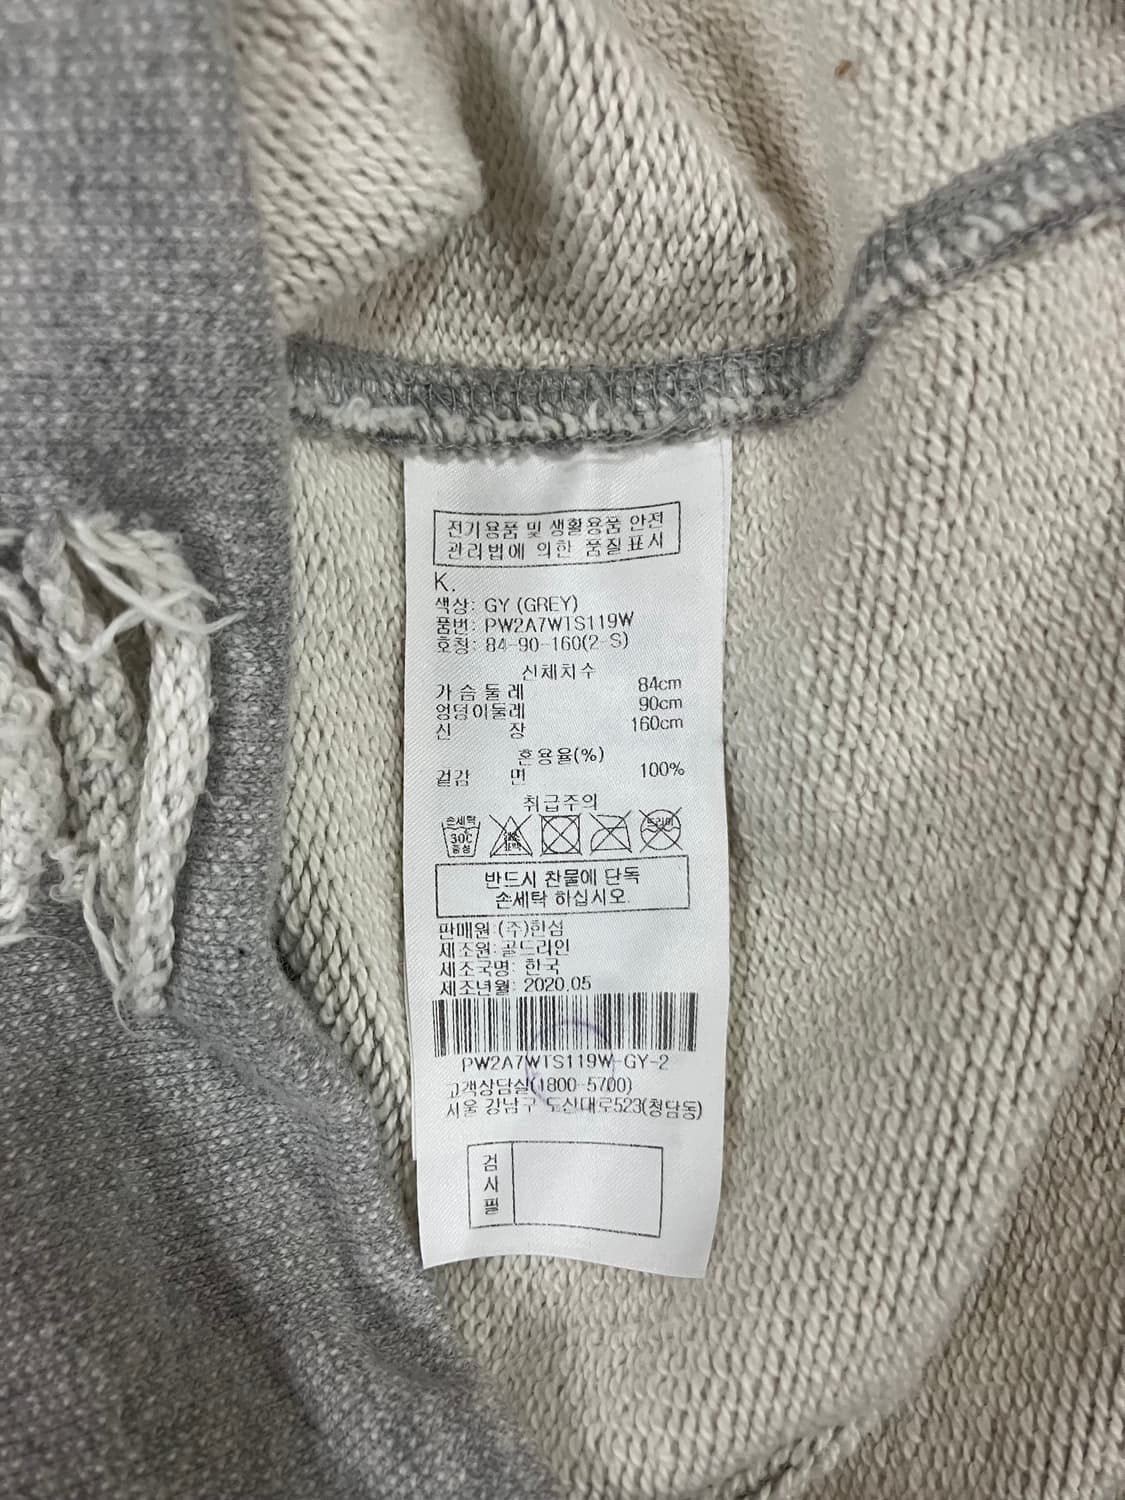 전기용품 및 생활용품 안전
관리법에 의한 품질표시
K.
색상: GY (GREY)
품번: PW2A7WTS119W
호칭: 84-90-160(2-S)
신체치수
가슴둘레 84cm
엉덩이둘레 90cm
신 장 160cm
혼용율(%)
겉감 면 100%
취급주의
손세탁
30C
중성
드라이
반드시 찬물에 단독
손세탁 하십시오.
판매원:(주)한섬
제조원: 골드라인
제조국명: 한국
제조년월: 2020.05
PW2A7WTS119W-GY-2
고객상담실(1800-5700)
서울 강남구 도산대로523(청담동)
검
사
필